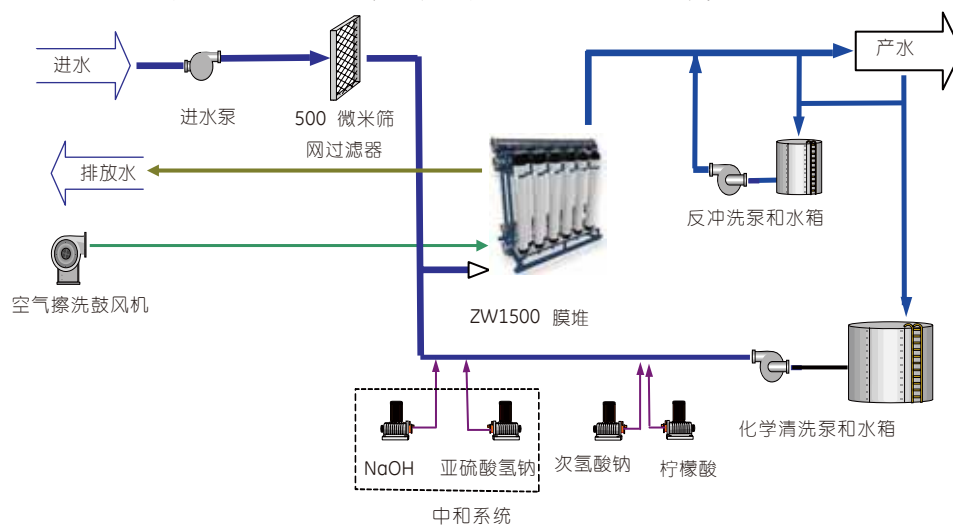 进水
产水
进水泵
500 微米筛
网过滤器
排放水
反冲洗泵和水箱
空气擦洗鼓风机
ZW1500 膜堆
化学清洗泵和水箱
NaOH
亚硫酸氢钠
次氢酸钠
柠檬酸
中和系统